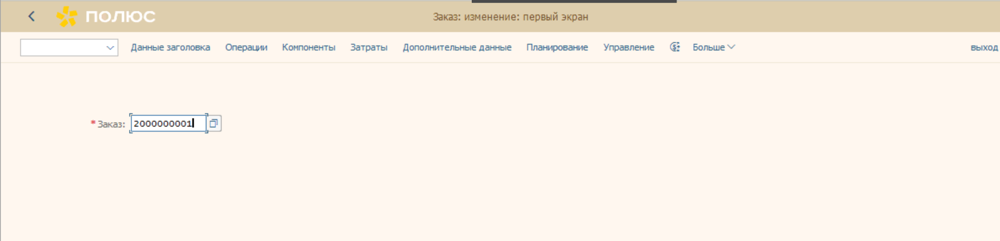 ПОЛЮС
Заказ: изменение: первый экран
Данные заголовка Операции Компоненты Затраты Дополнительные данные Планирование Управление Больше выход
* Заказ: 2000000001